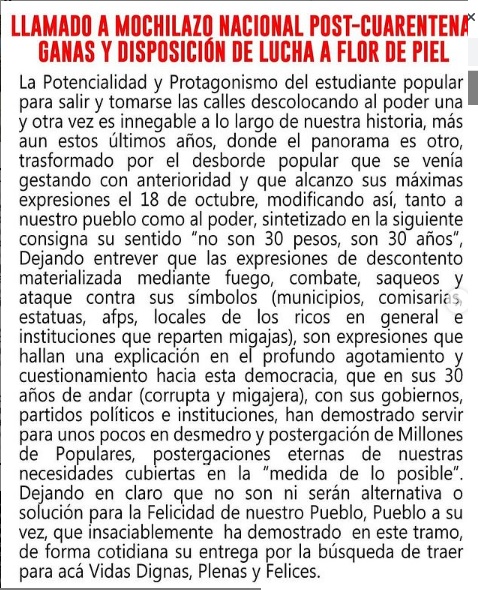 LLAMADO A MOCHILAZO NACIONAL POST-CUARENTENA
GANAS Y DISPOSICIÓN DE LUCHA A FLOR DE PIEL
La Potencialidad y Protagonismo del estudiante popular
para salir y tomarse las calles descolocando al poder una
y otra vez es innegable a lo largo de nuestra historia, más
aun estos últimos años, donde el panorama es otro,
trasformado por el desborde popular que se venía
gestando con anterioridad y que alcanzo sus máximas
expresiones el 18 de octubre, modificando así, tanto a
nuestro pueblo como al poder, sintetizado en la siguiente
consigna su sentido "no son 30 pesos, son 30 años",
Dejando entrever que las expresiones de descontento
materializada mediante fuego, combate, saqueos y
ataque contra sus símbolos (municipios, comisarias,
estatuas, afps, locales de los ricos en general e
instituciones que reparten migajas), son expresiones que
hallan una explicación en el profundo agotamiento y
cuestionamiento hacia esta democracia, que en sus 30
años de andar (corrupta y migajera), con sus gobiernos,
partidos políticos e instituciones, han demostrado servir
para unos pocos en desmedro y postergación de Millones
de Populares, postergaciones eternas de nuestras
necesidades cubiertas en la "medida de lo posible".
Dejando en claro que no son ni serán alternativa o
solución para la Felicidad de nuestro Pueblo, Pueblo a su
vez, que insaciablemente ha demostrado en este tramo,
de forma cotidiana su entrega por la búsqueda de traer
para acá Vidas Dignas, Plenas y Felices.